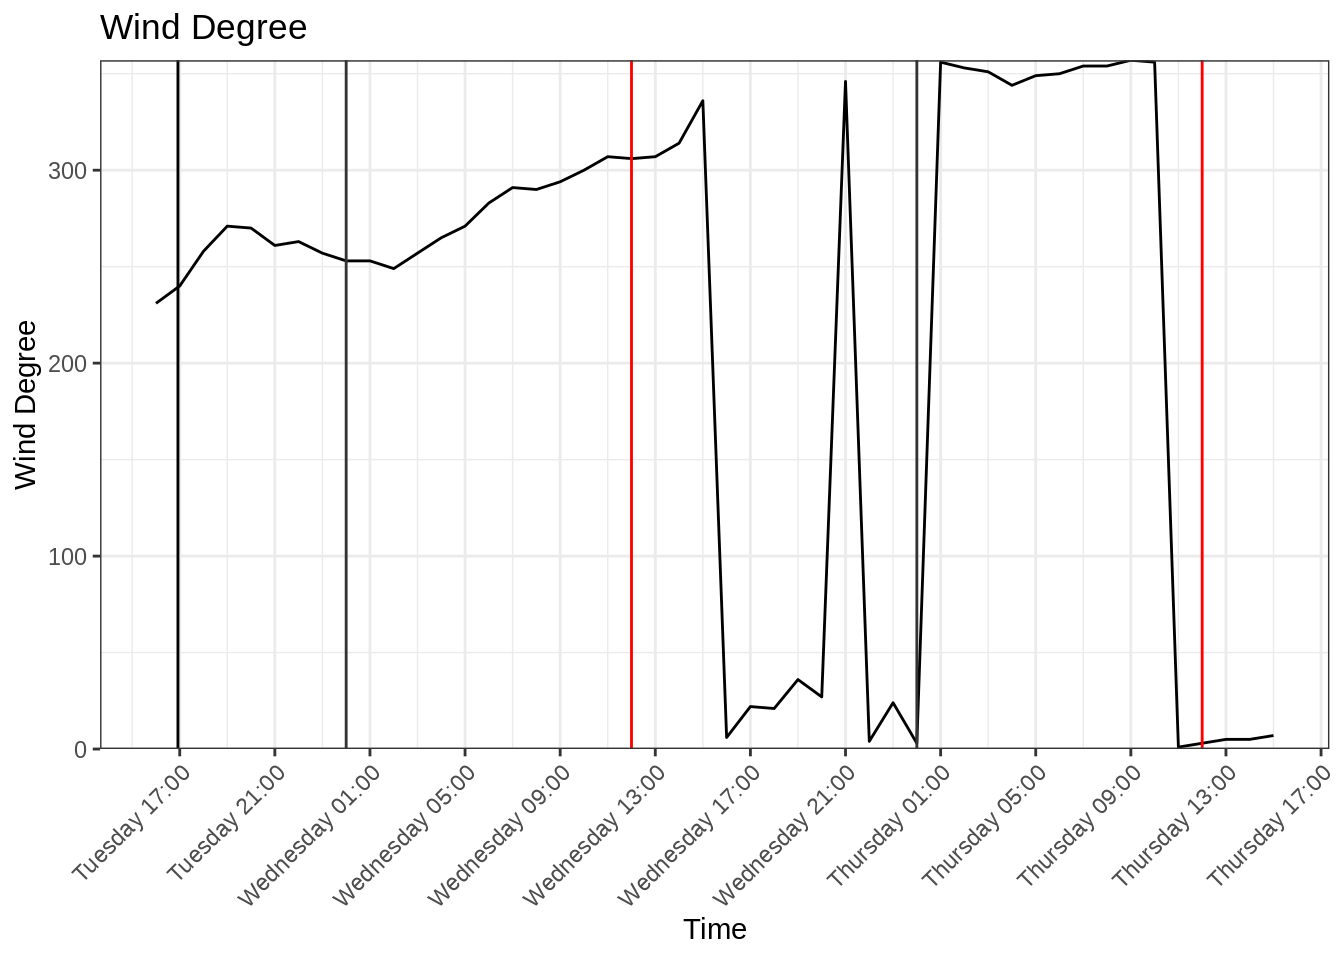 Wind Degree
Wind Degree
300
200
100
0
Tuesday 17:00
Tuesday 21:00
Wednesday 01:00
Wednesday 05:00
Wednesday 09:00
Wednesday 13:00
Wednesday 17:00
Wednesday 21:00
Thursday 01:00
Thursday 05:00
Thursday 09:00
Thursday 13:00
Thursday 17:00
Time